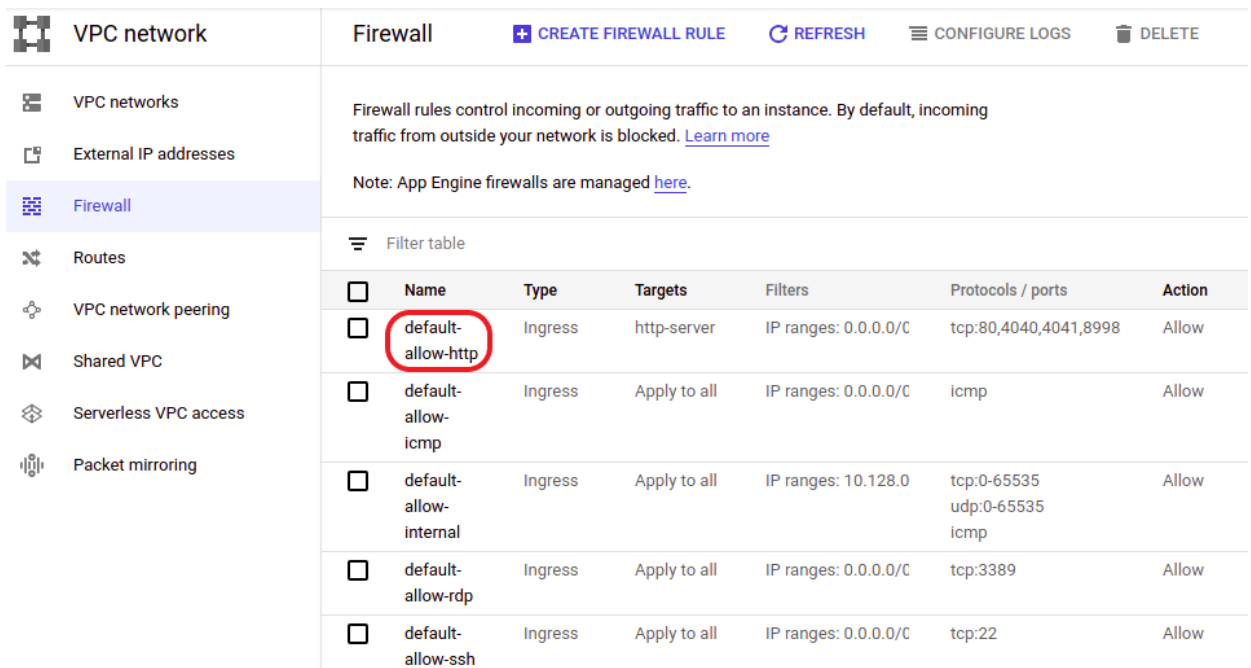 VPC network
Firewall
CREATE FIREWALL RULE
REFRESH
CONFIGURE LOGS
DELETE
VPC networks
External IP addresses
Firewall
Routes
VPC network peering
Shared VPC
Serverless VPC access
Packet mirroring
Firewall rules control incoming or outgoing traffic to an instance. By default, incoming
traffic from outside your network is blocked. Learn more
Note: App Engine firewalls are managed here.
Filter table
Name Type Targets Filters Protocols / ports Action
default- Ingress http-server IP ranges: 0.0.0.0/0 tcp:80,4040,4041,8998 Allow
allow-http
default- Ingress Apply to all IP ranges: 0.0.0.0/0 icmp Allow
allow-
icmp
default- Ingress Apply to all IP ranges: 10.128.0 tcp:0-65535 Allow
allow- udp:0-65535
internal icmp
default- Ingress Apply to all IP ranges: 0.0.0.0/0 tcp:3389 Allow
allow-rdp
default- Ingress Apply to all IP ranges: 0.0.0.0/0 tcp:22 Allow
allow-ssh